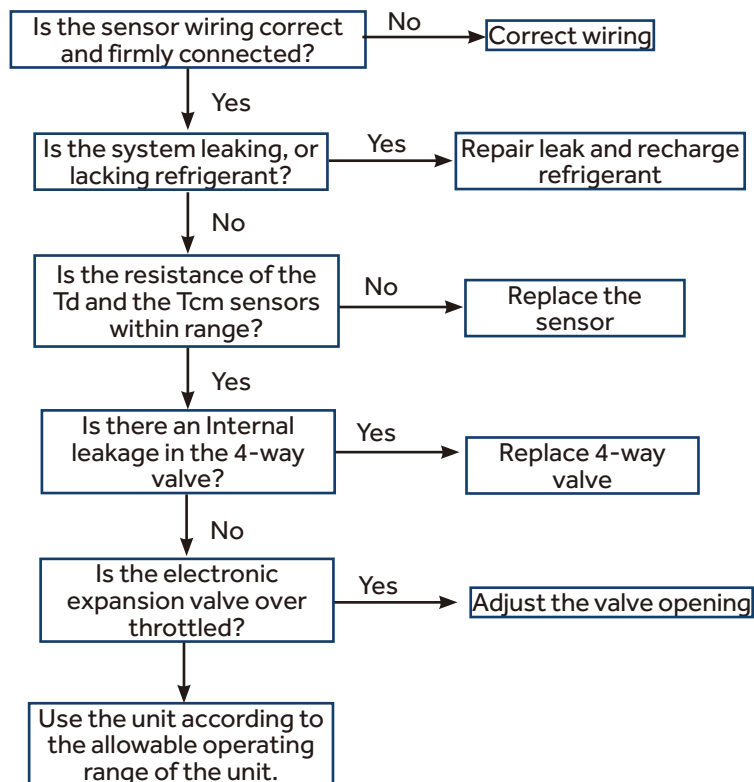 Is the sensor wiring correct
and firmly connected?
No
Correct wiring
Yes
Is the system leaking, or
lacking refrigerant?
Yes
Repair leak and recharge
refrigerant
No
Is the resistance of the
Td and the Tcm sensors
within range?
No
Replace the
sensor
Yes
Is there an Internal
leakage in the 4-way
valve?
Yes
Replace 4-way
valve
No
Is the electronic
expansion valve over
throttled?
Yes
Adjust the valve opening
Use the unit according to
the allowable operating
range of the unit.